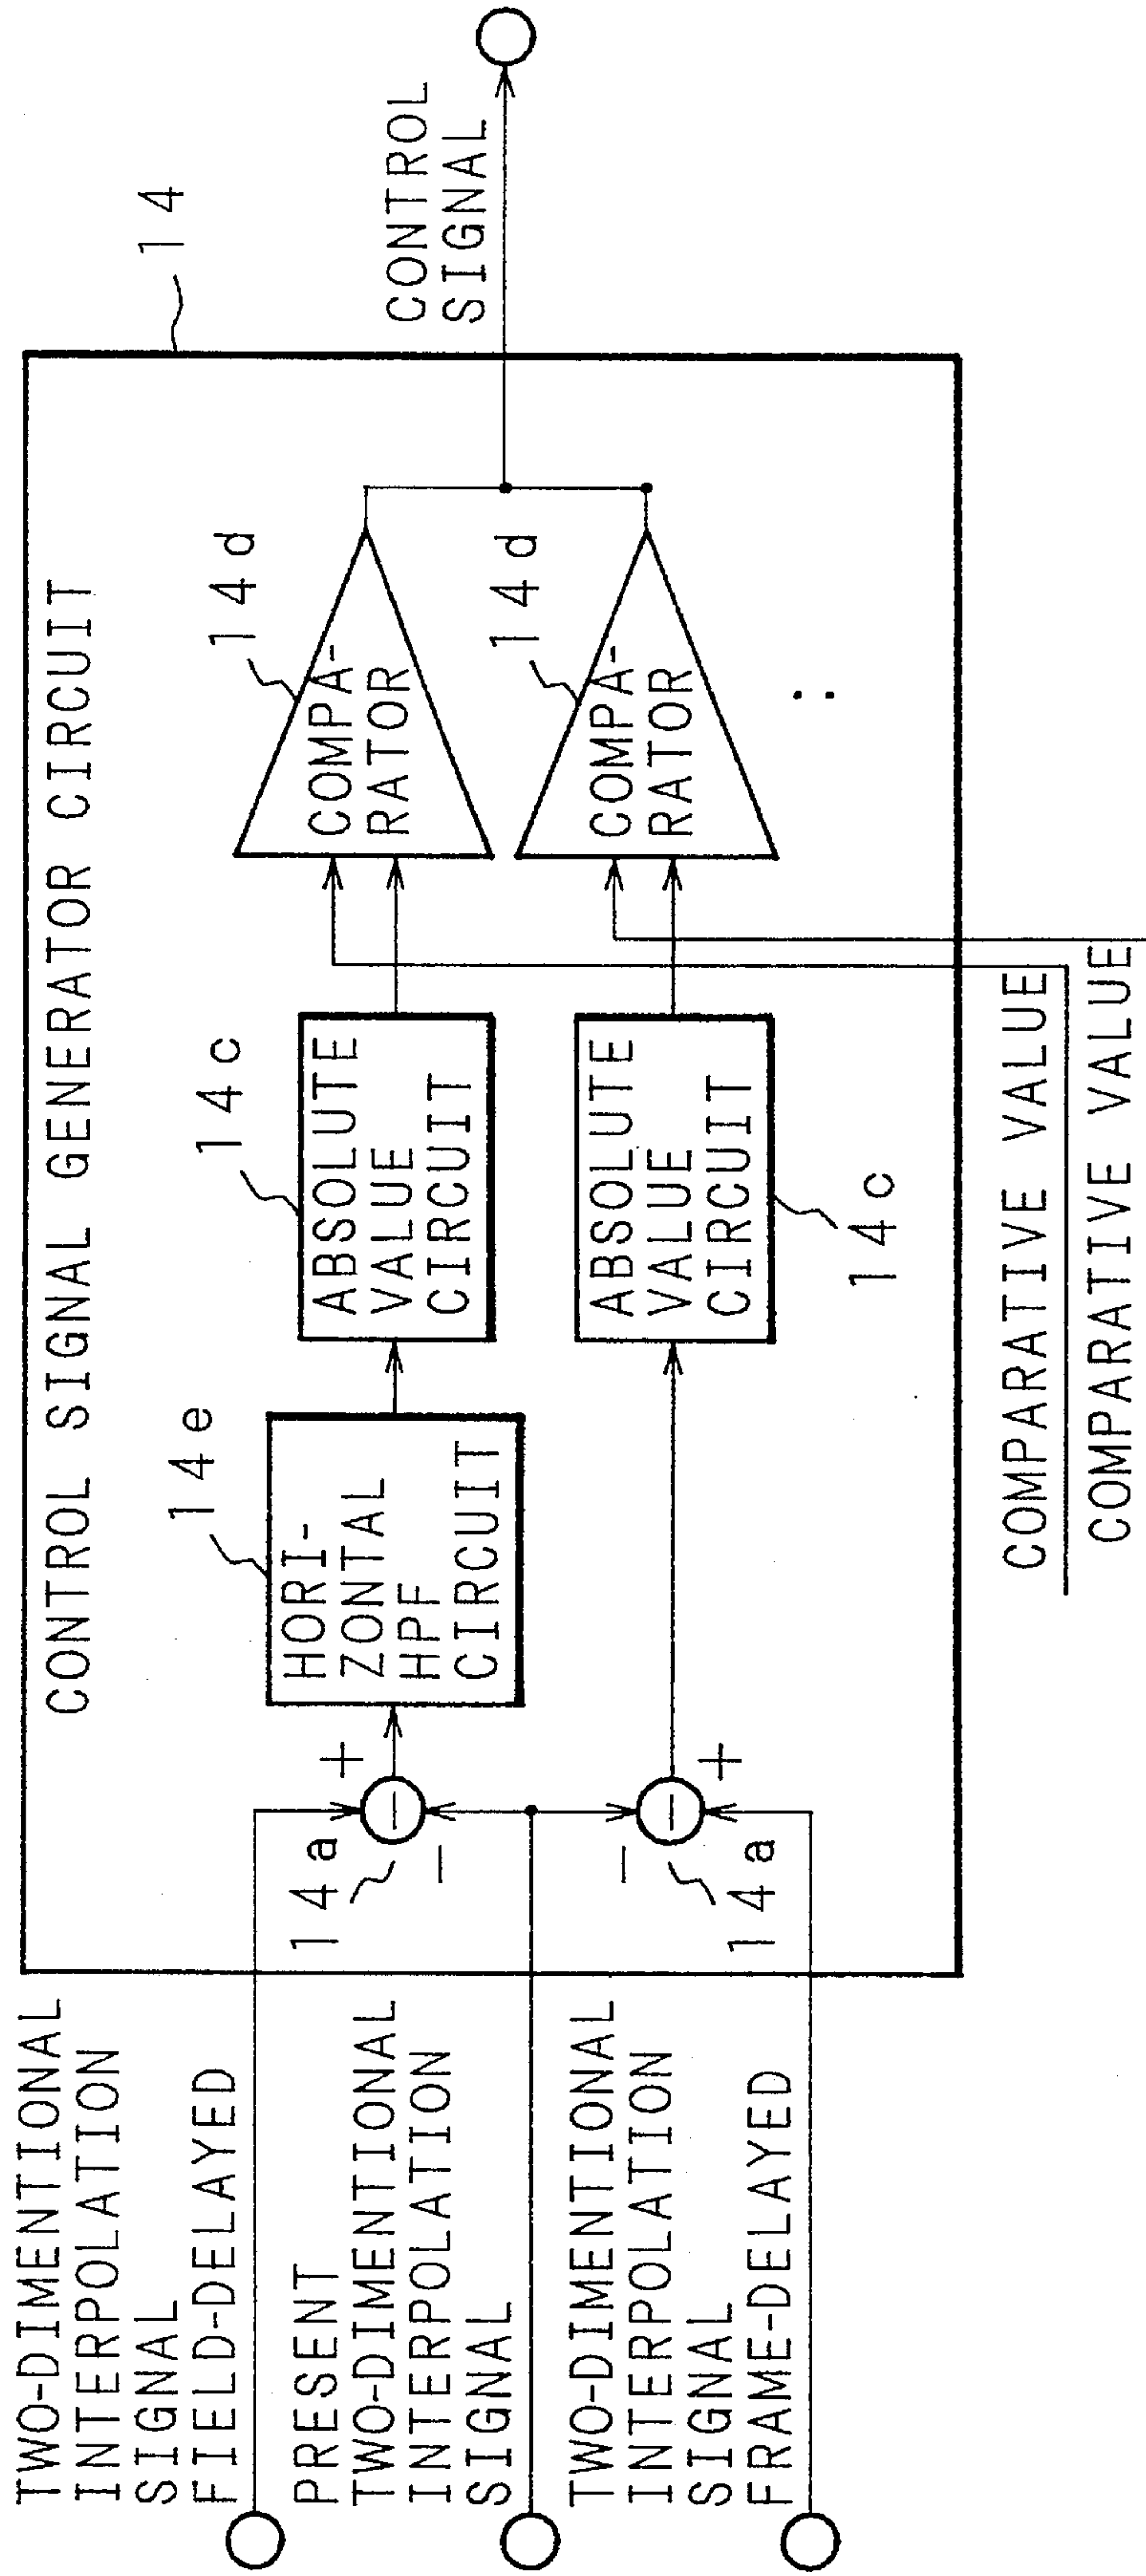 TWO-DIMENTIONAL
INTERPOLATION
SIGNAL
FIELD-DELAYED
PRESENT
TWO-DIMENTIONAL
INTERPOLATION
SIGNAL
TWO-DIMENTIONAL
INTERPOLATION
SIGNAL
FRAME-DELAYED
CONTROL SIGNAL GENERATOR CIRCUIT
14
14a
+
−
−
14a
+
−
−
14e
HORI-
ZONTAL
HPF
CIRCUIT
14c
ABSOLUTE
VALUE
CIRCUIT
ABSOLUTE
VALUE
CIRCUIT
14c
14d
COMPA-
RATOR
14d
COMPA-
RATOR
CONTROL
SIGNAL
COMPARATIVE VALUE
COMPARATIVE VALUE